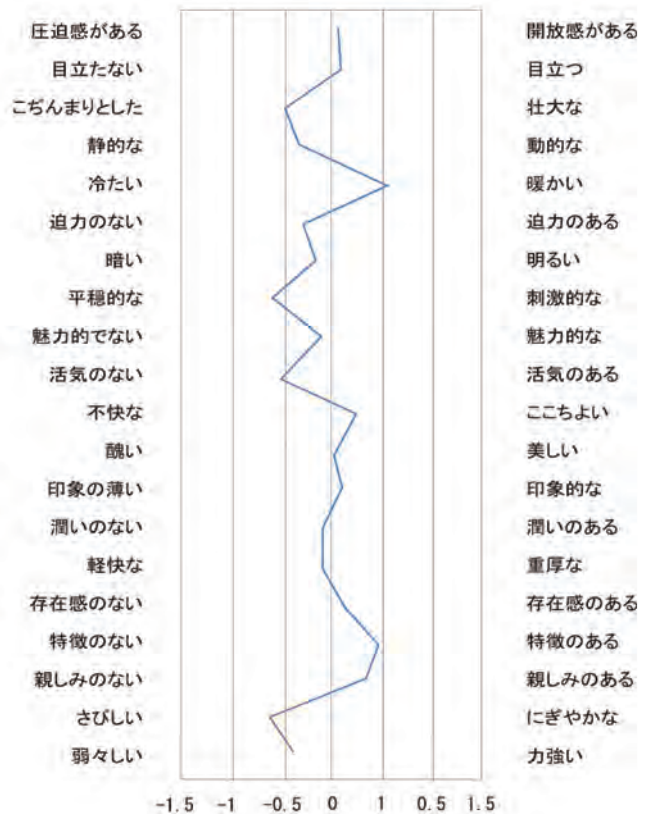 圧迫感がある 開放感がある
目立たない 目立つ
こぢんまりとした 壮大な
静的な 動的な
冷たい 暖かい
迫力のない 迫力のある
暗い 明るい
平穏的な 刺激的な
魅力的でない 魅力的な
活気のない 活気のある
不快な ここちよい
醜い 美しい
印象の薄い 印象的な
潤いのない 潤いのある
軽快な 重厚な
存在感のない 存在感のある
特徴のない 特徴のある
親しみのない 親しみのある
さびしい にぎやかな
弱々しい 力強い
-1.5 -1 -0.5 0 1 0.5 1.5